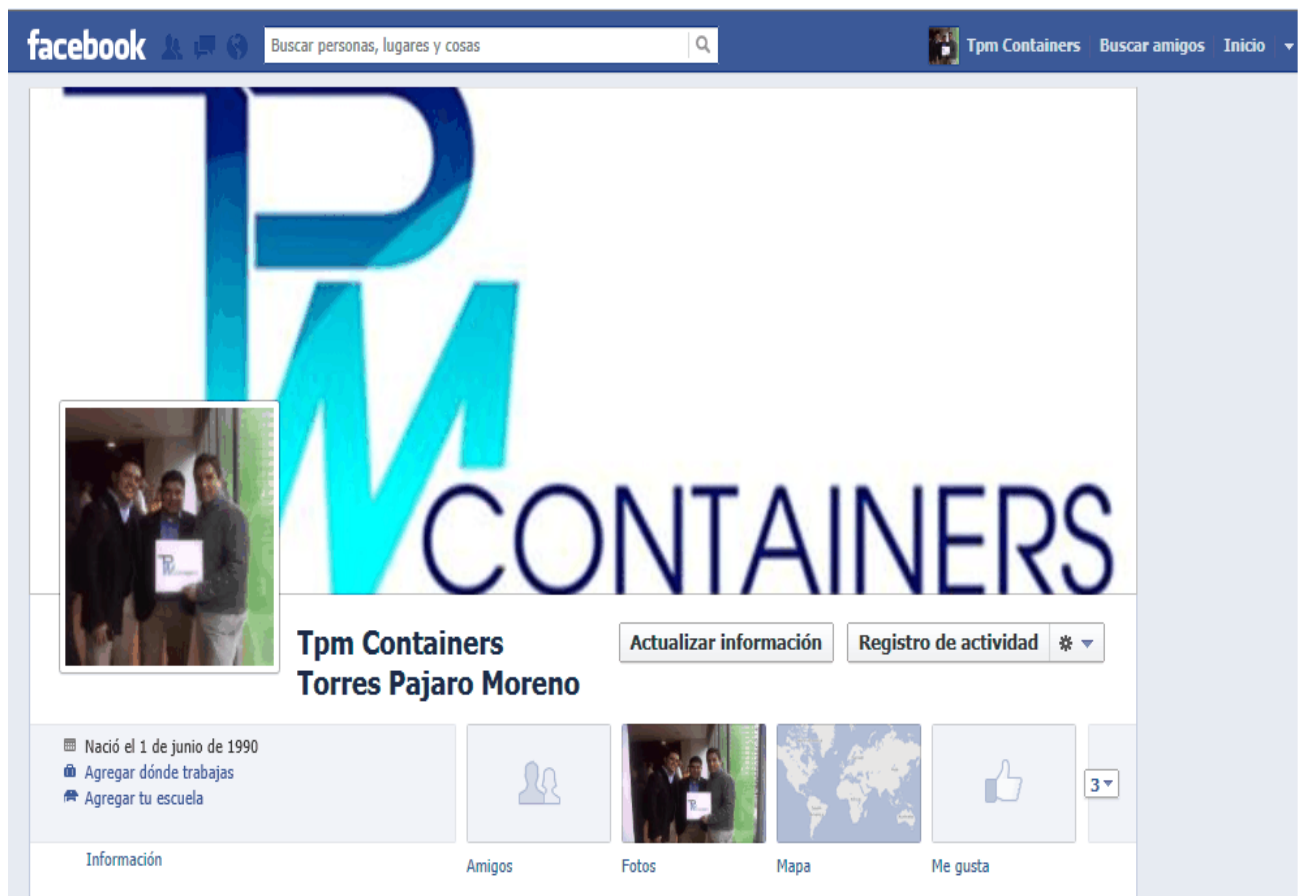 facebook
Buscar personas, lugares y cosas
Tpm Containers Buscar amigos Inicio
TPM
CONTAINERS
Tpm Containers
Torres Pajaro Moreno
Actualizar información
Registro de actividad
Nació el 1 de junio de 1990
Agregar dónde trabajas
Agregar tu escuela
Información
Amigos
Fotos
Mapa
Me gusta
3